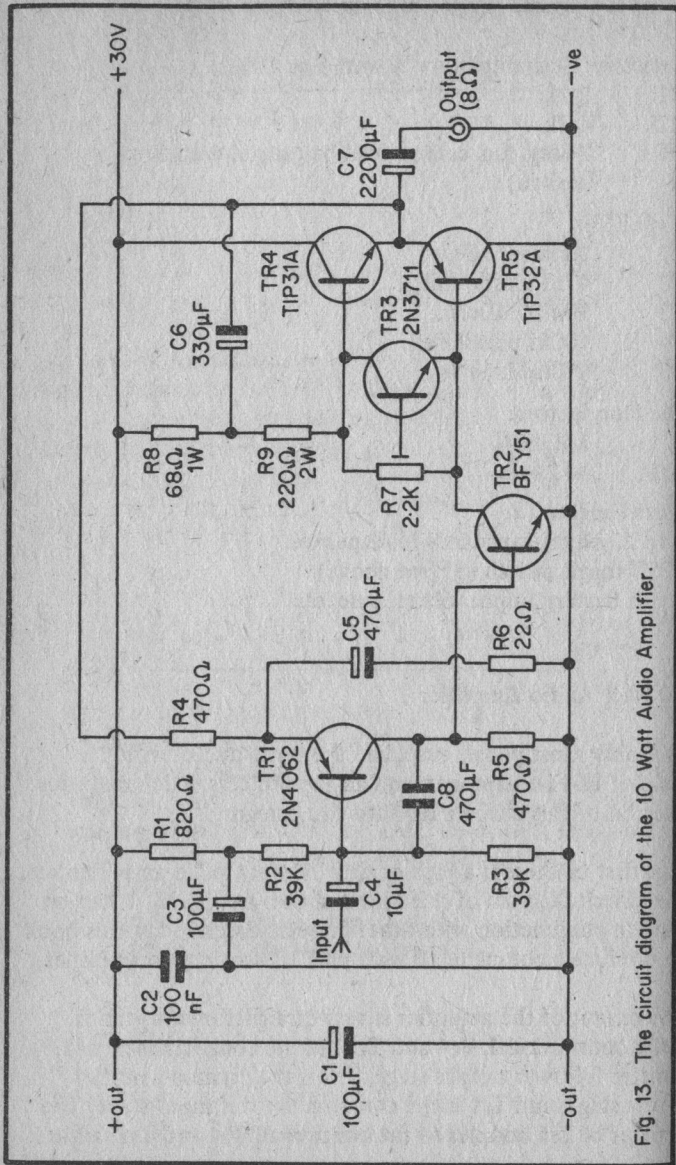 +30V
+out
R8
68Ω
1W
R9
220Ω
2W
C6
330µF
TR4
TIP31A
C7
2200µF
Output
(8Ω)
TR3
2N3711
TR5
TIP32A
R7
2·2K
TR2
BFY51
R4
470Ω
C5
470µF
R6
22Ω
TR1
2N4062
R1
820Ω
C3
100µF
R2
39K
C4
10µF
Input
C8
470µF
R5
470Ω
R3
39K
C2
100
nF
C1
100µF
-out
-ve
Fig. 13. The circuit diagram of the 10 Watt Audio Amplifier.